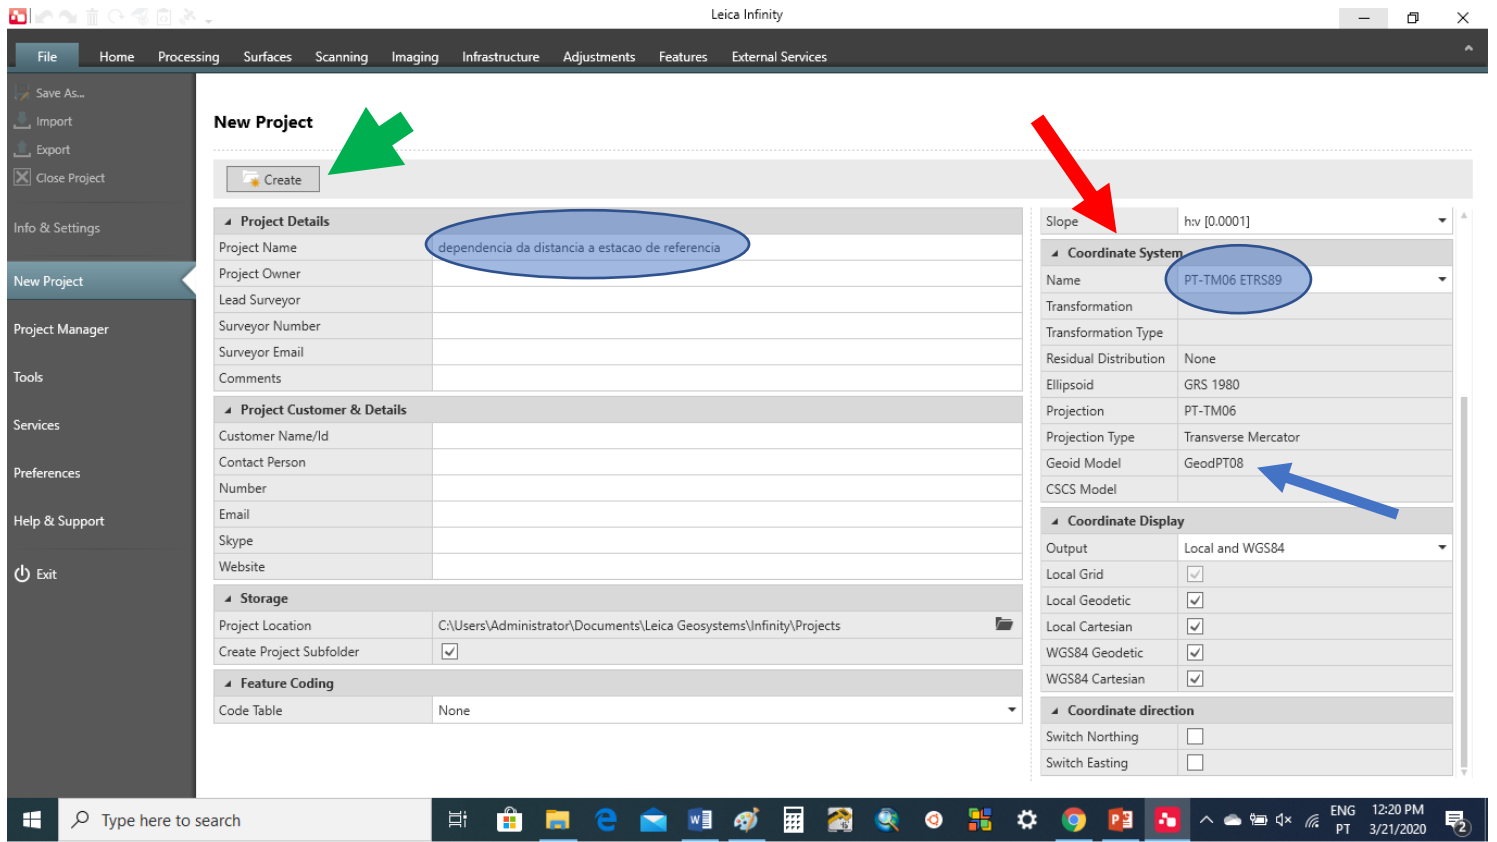 Leica Infinity
File Home Processing Surfaces Scanning Imaging Infrastructure Adjustments Features External Services
Save As...
Import
Export
Close Project
Info & Settings
New Project
Project Manager
Tools
Services
Preferences
Help & Support
Exit
New Project
Create
Project Details
Project Name dependencia da distancia a estacao de referencia
Project Owner
Lead Surveyor
Surveyor Number
Surveyor Email
Comments
Project Customer & Details
Customer Name/Id
Contact Person
Number
Email
Skype
Website
Storage
Project Location C:\Users\Administrator\Documents\Leica Geosystems\Infinity\Projects
Create Project Subfolder
Feature Coding
Code Table None
Slope h:v [0.0001]
Coordinate System
Name PT-TM06 ETRS89
Transformation
Transformation Type
Residual Distribution None
Ellipsoid GRS 1980
Projection PT-TM06
Projection Type Transverse Mercator
Geoid Model GeodPT08
CSCS Model
Coordinate Display
Output Local and WGS84
Local Grid
Local Geodetic
Local Cartesian
WGS84 Geodetic
WGS84 Cartesian
Coordinate direction
Switch Northing
Switch Easting
Type here to search
ENG 12:20 PM
PT 3/21/2020
2